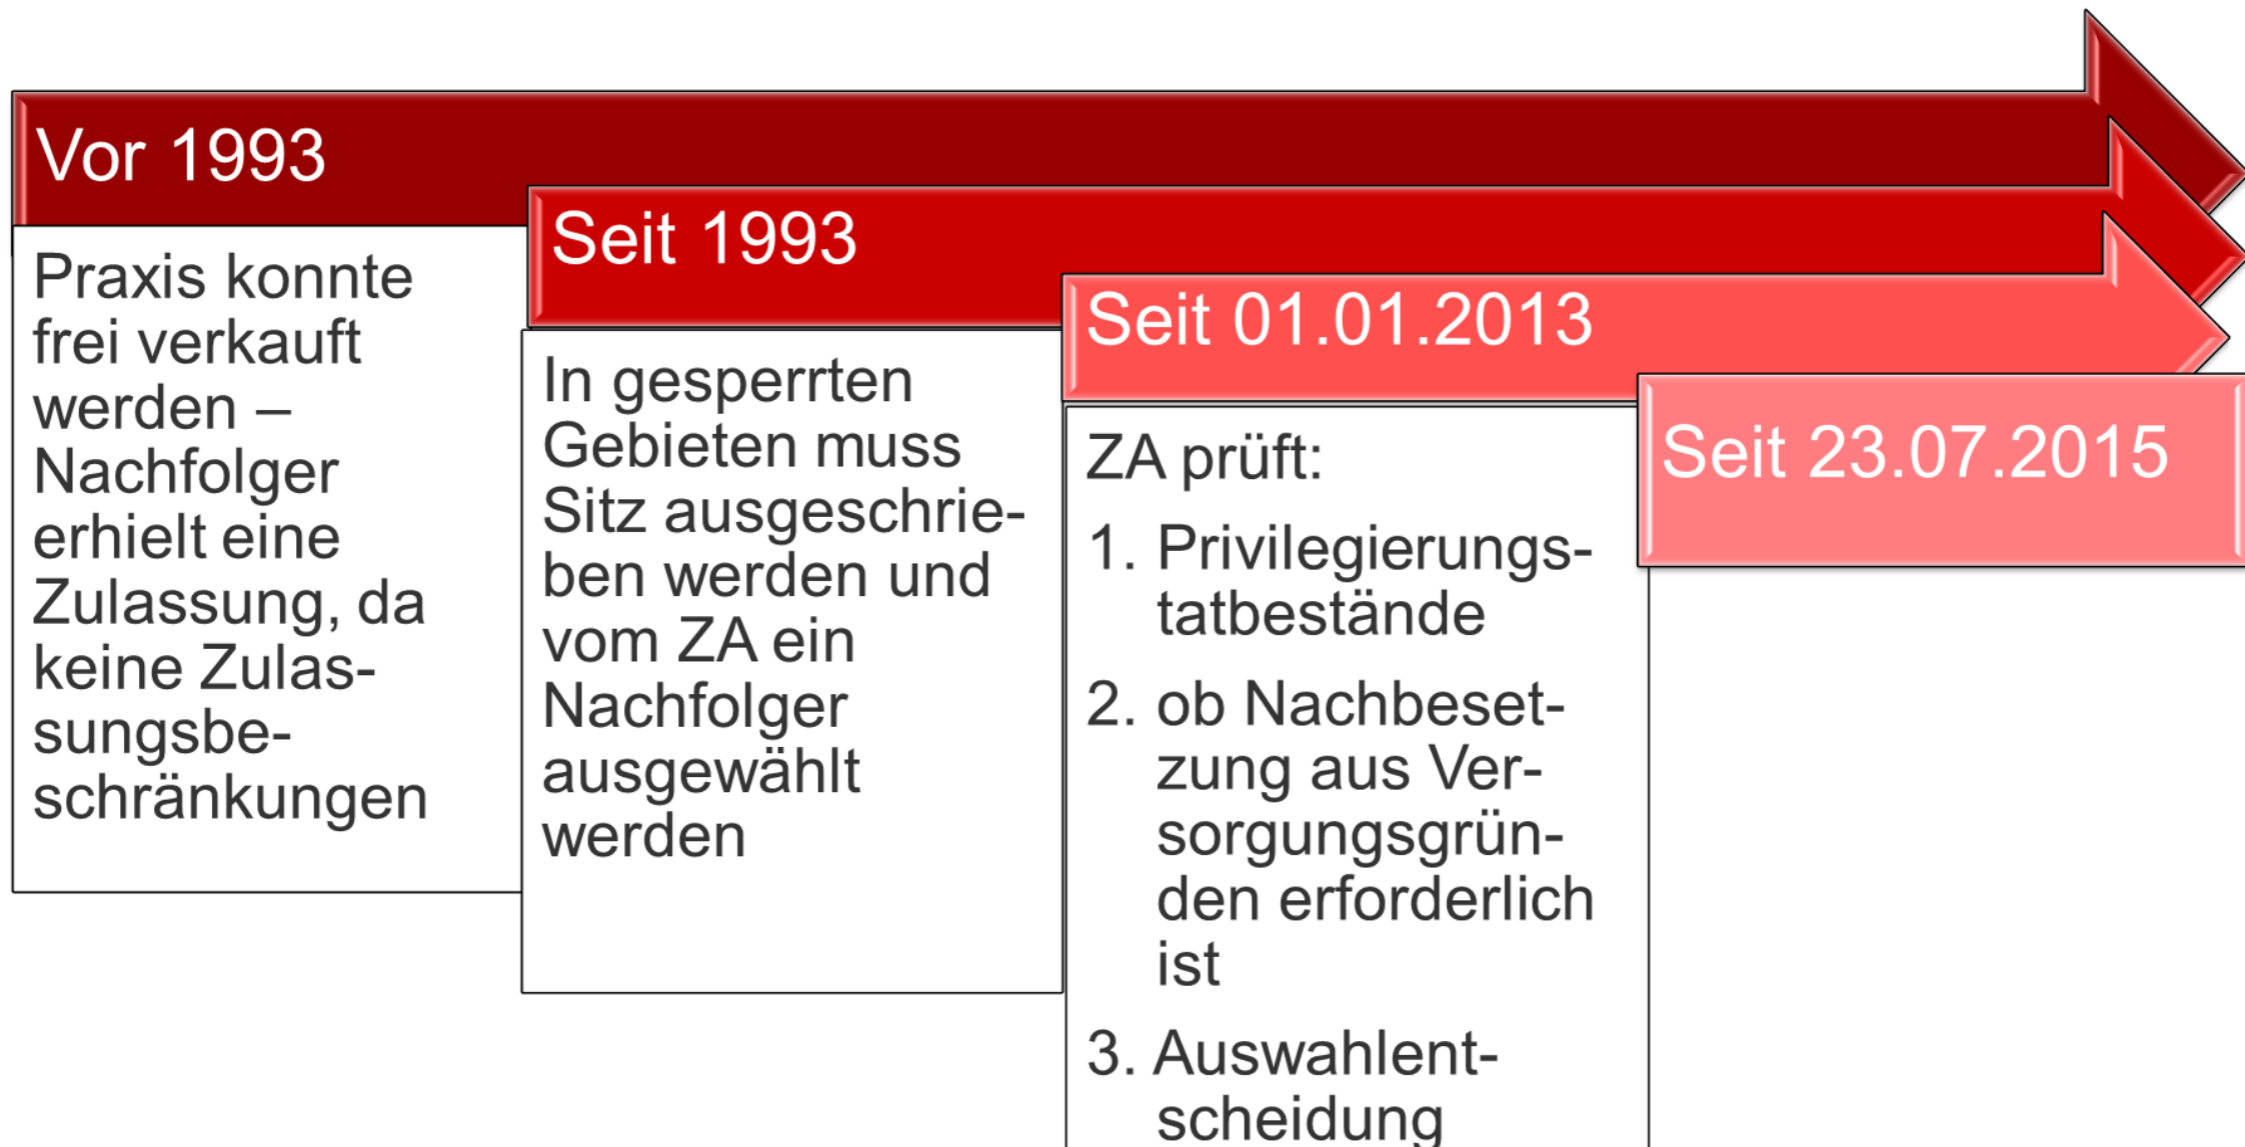 Vor 1993
Praxis konnte
frei verkauft
werden –
Nachfolger
erhielt eine
Zulassung, da
keine Zulas-
sungsbe-
schränkungen
Seit 1993
In gesperrten
Gebieten muss
Sitz ausgeschrie-
ben werden und
vom ZA ein
Nachfolger
ausgewählt
werden
Seit 01.01.2013
ZA prüft:
1. Privilegierungs-
tatbestände
2. ob Nachbeset-
zung aus Ver-
sorgungsgrün-
den erforderlich
ist
3. Auswahlent-
scheidung
Seit 23.07.2015